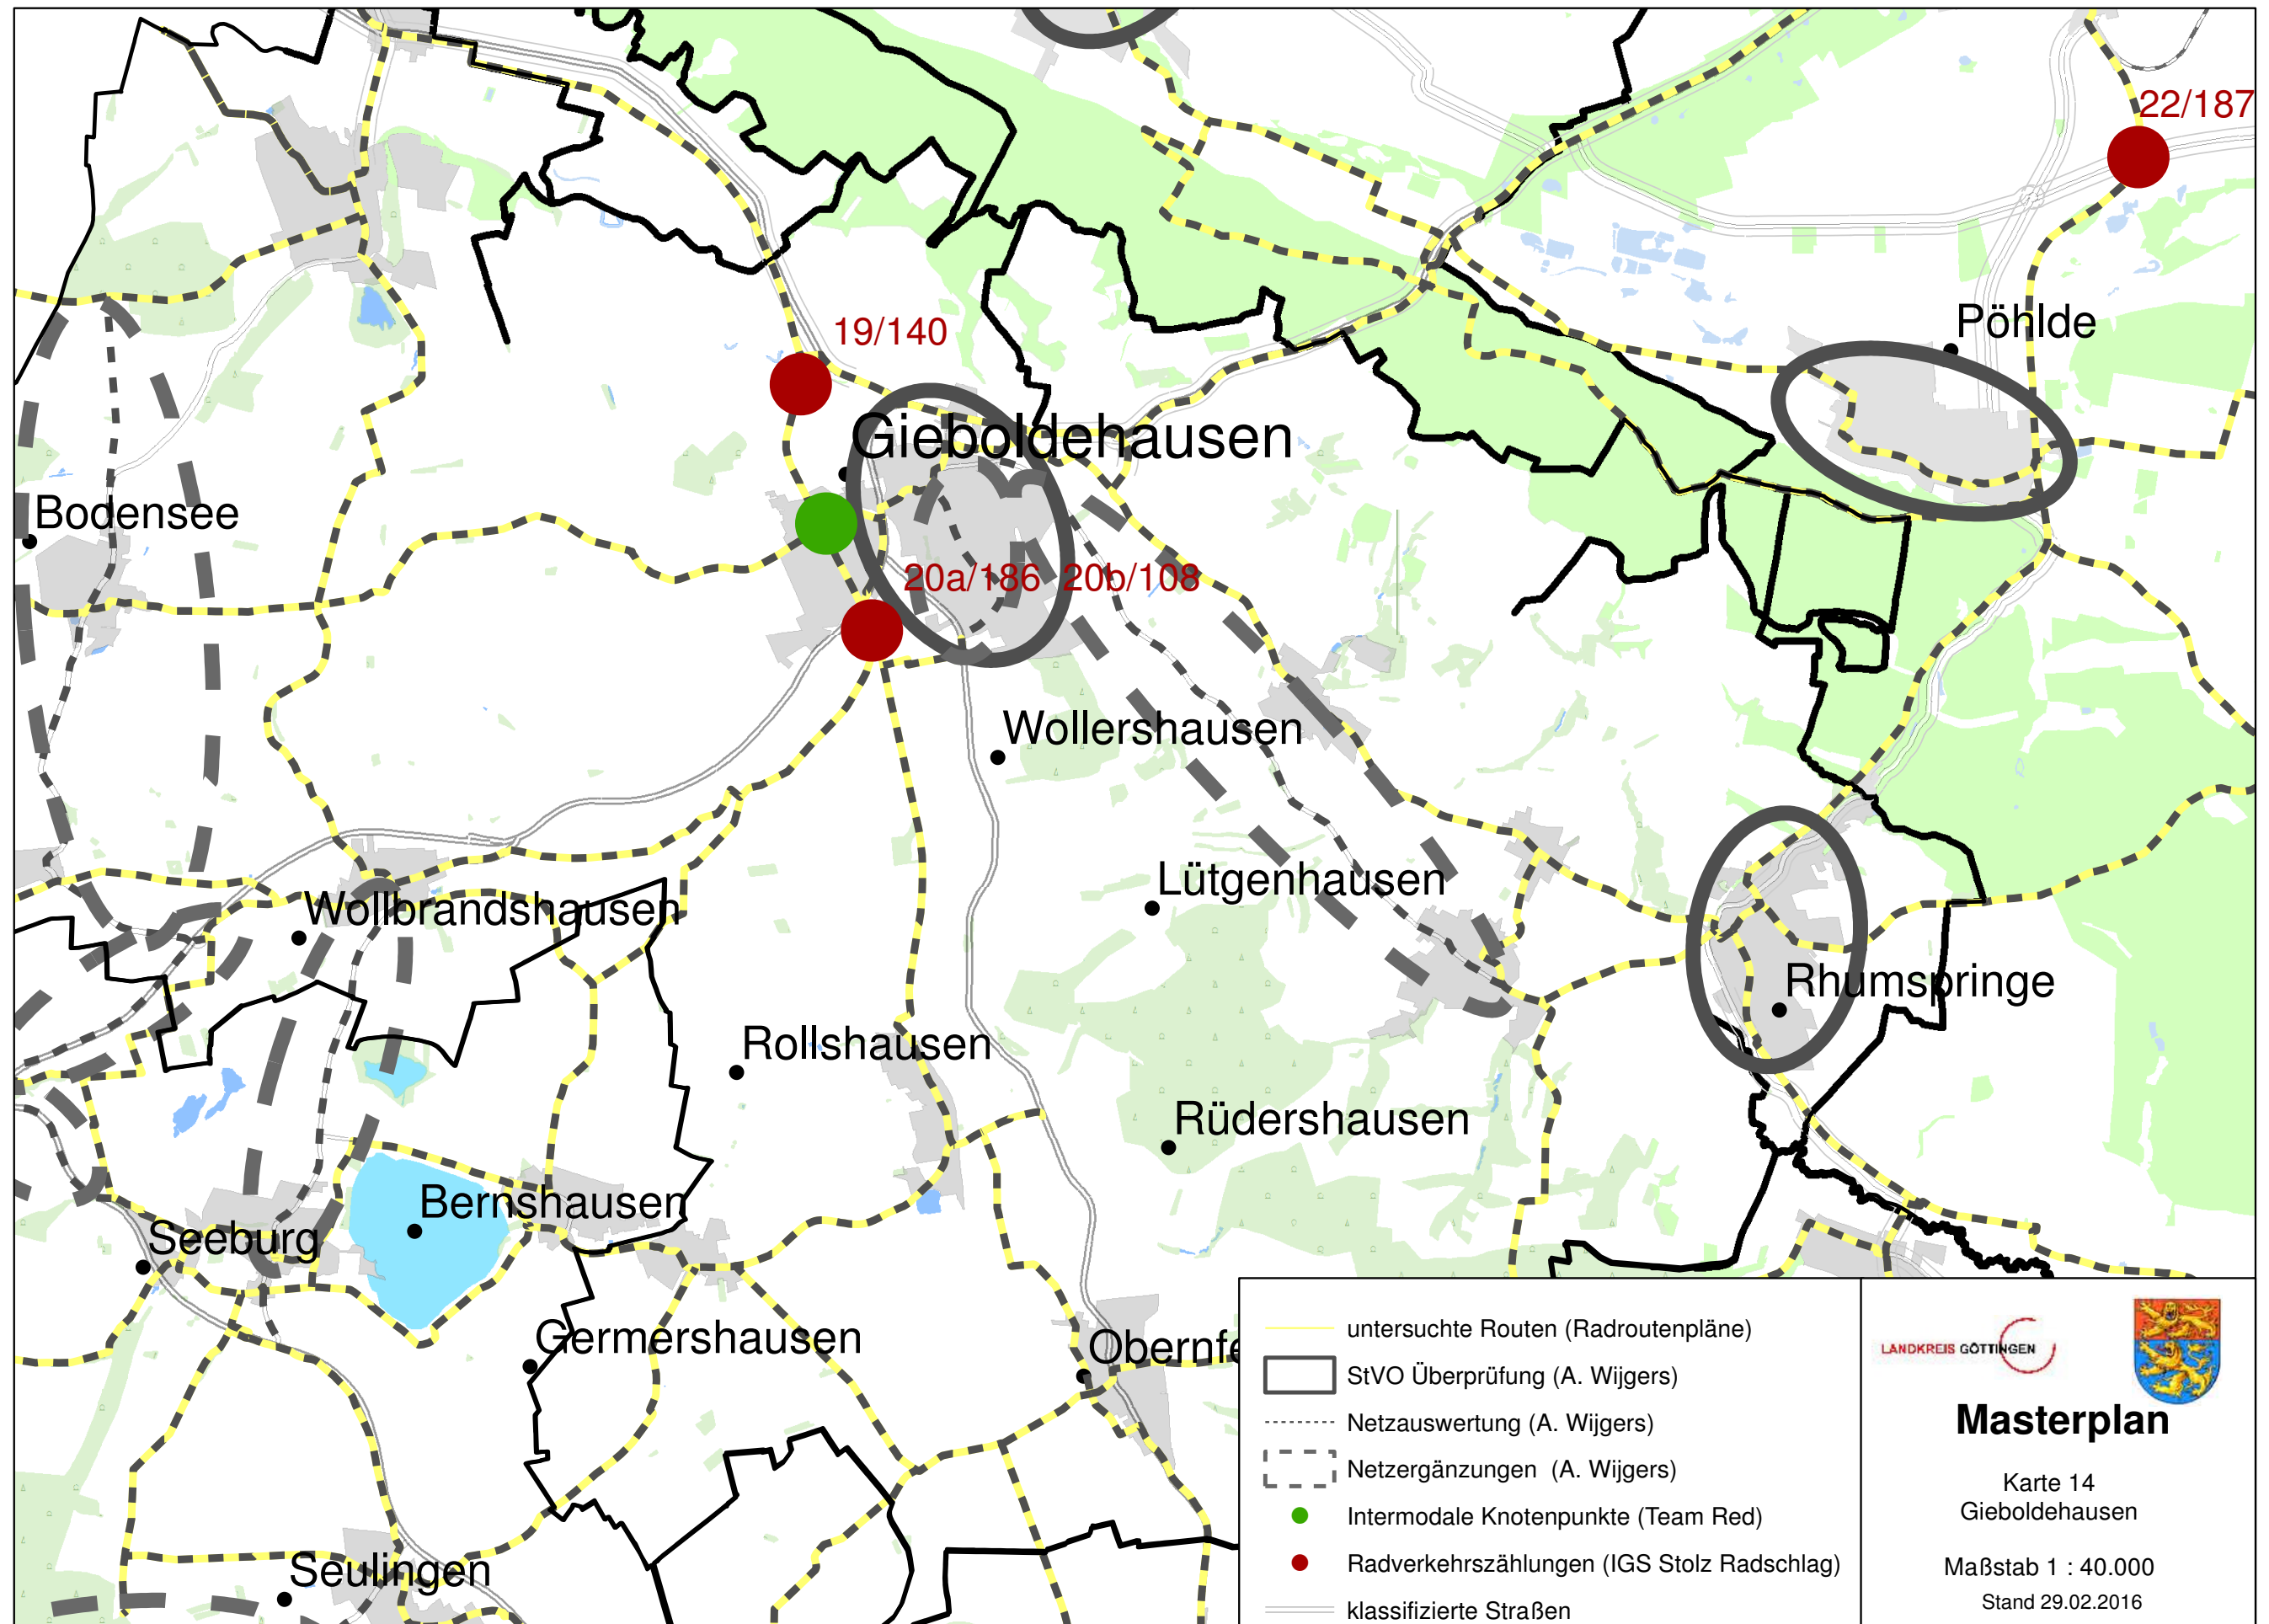 22/187
Pöhlde
19/140
Gieboldehausen
Bodensee
20a/186 20b/108
Wollershausen
Lütgenhausen
Wollbrandshausen
Rhumspringe
Rollshausen
Rüdershausen
Bernshausen
Seeburg
Germershausen
Obernfe
Seulingen
untersuchte Routen (Radroutenpläne)
StVO Überprüfung (A. Wijgers)
Netzauswertung (A. Wijgers)
Netzergänzungen (A. Wijgers)
Intermodale Knotenpunkte (Team Red)
Radverkehrszählungen (IGS Stolz Radschlag)
klassifizierte Straßen
LANDKREIS GÖTTINGEN
Masterplan
Karte 14
Gieboldehausen
Maßstab 1 : 40.000
Stand 29.02.2016